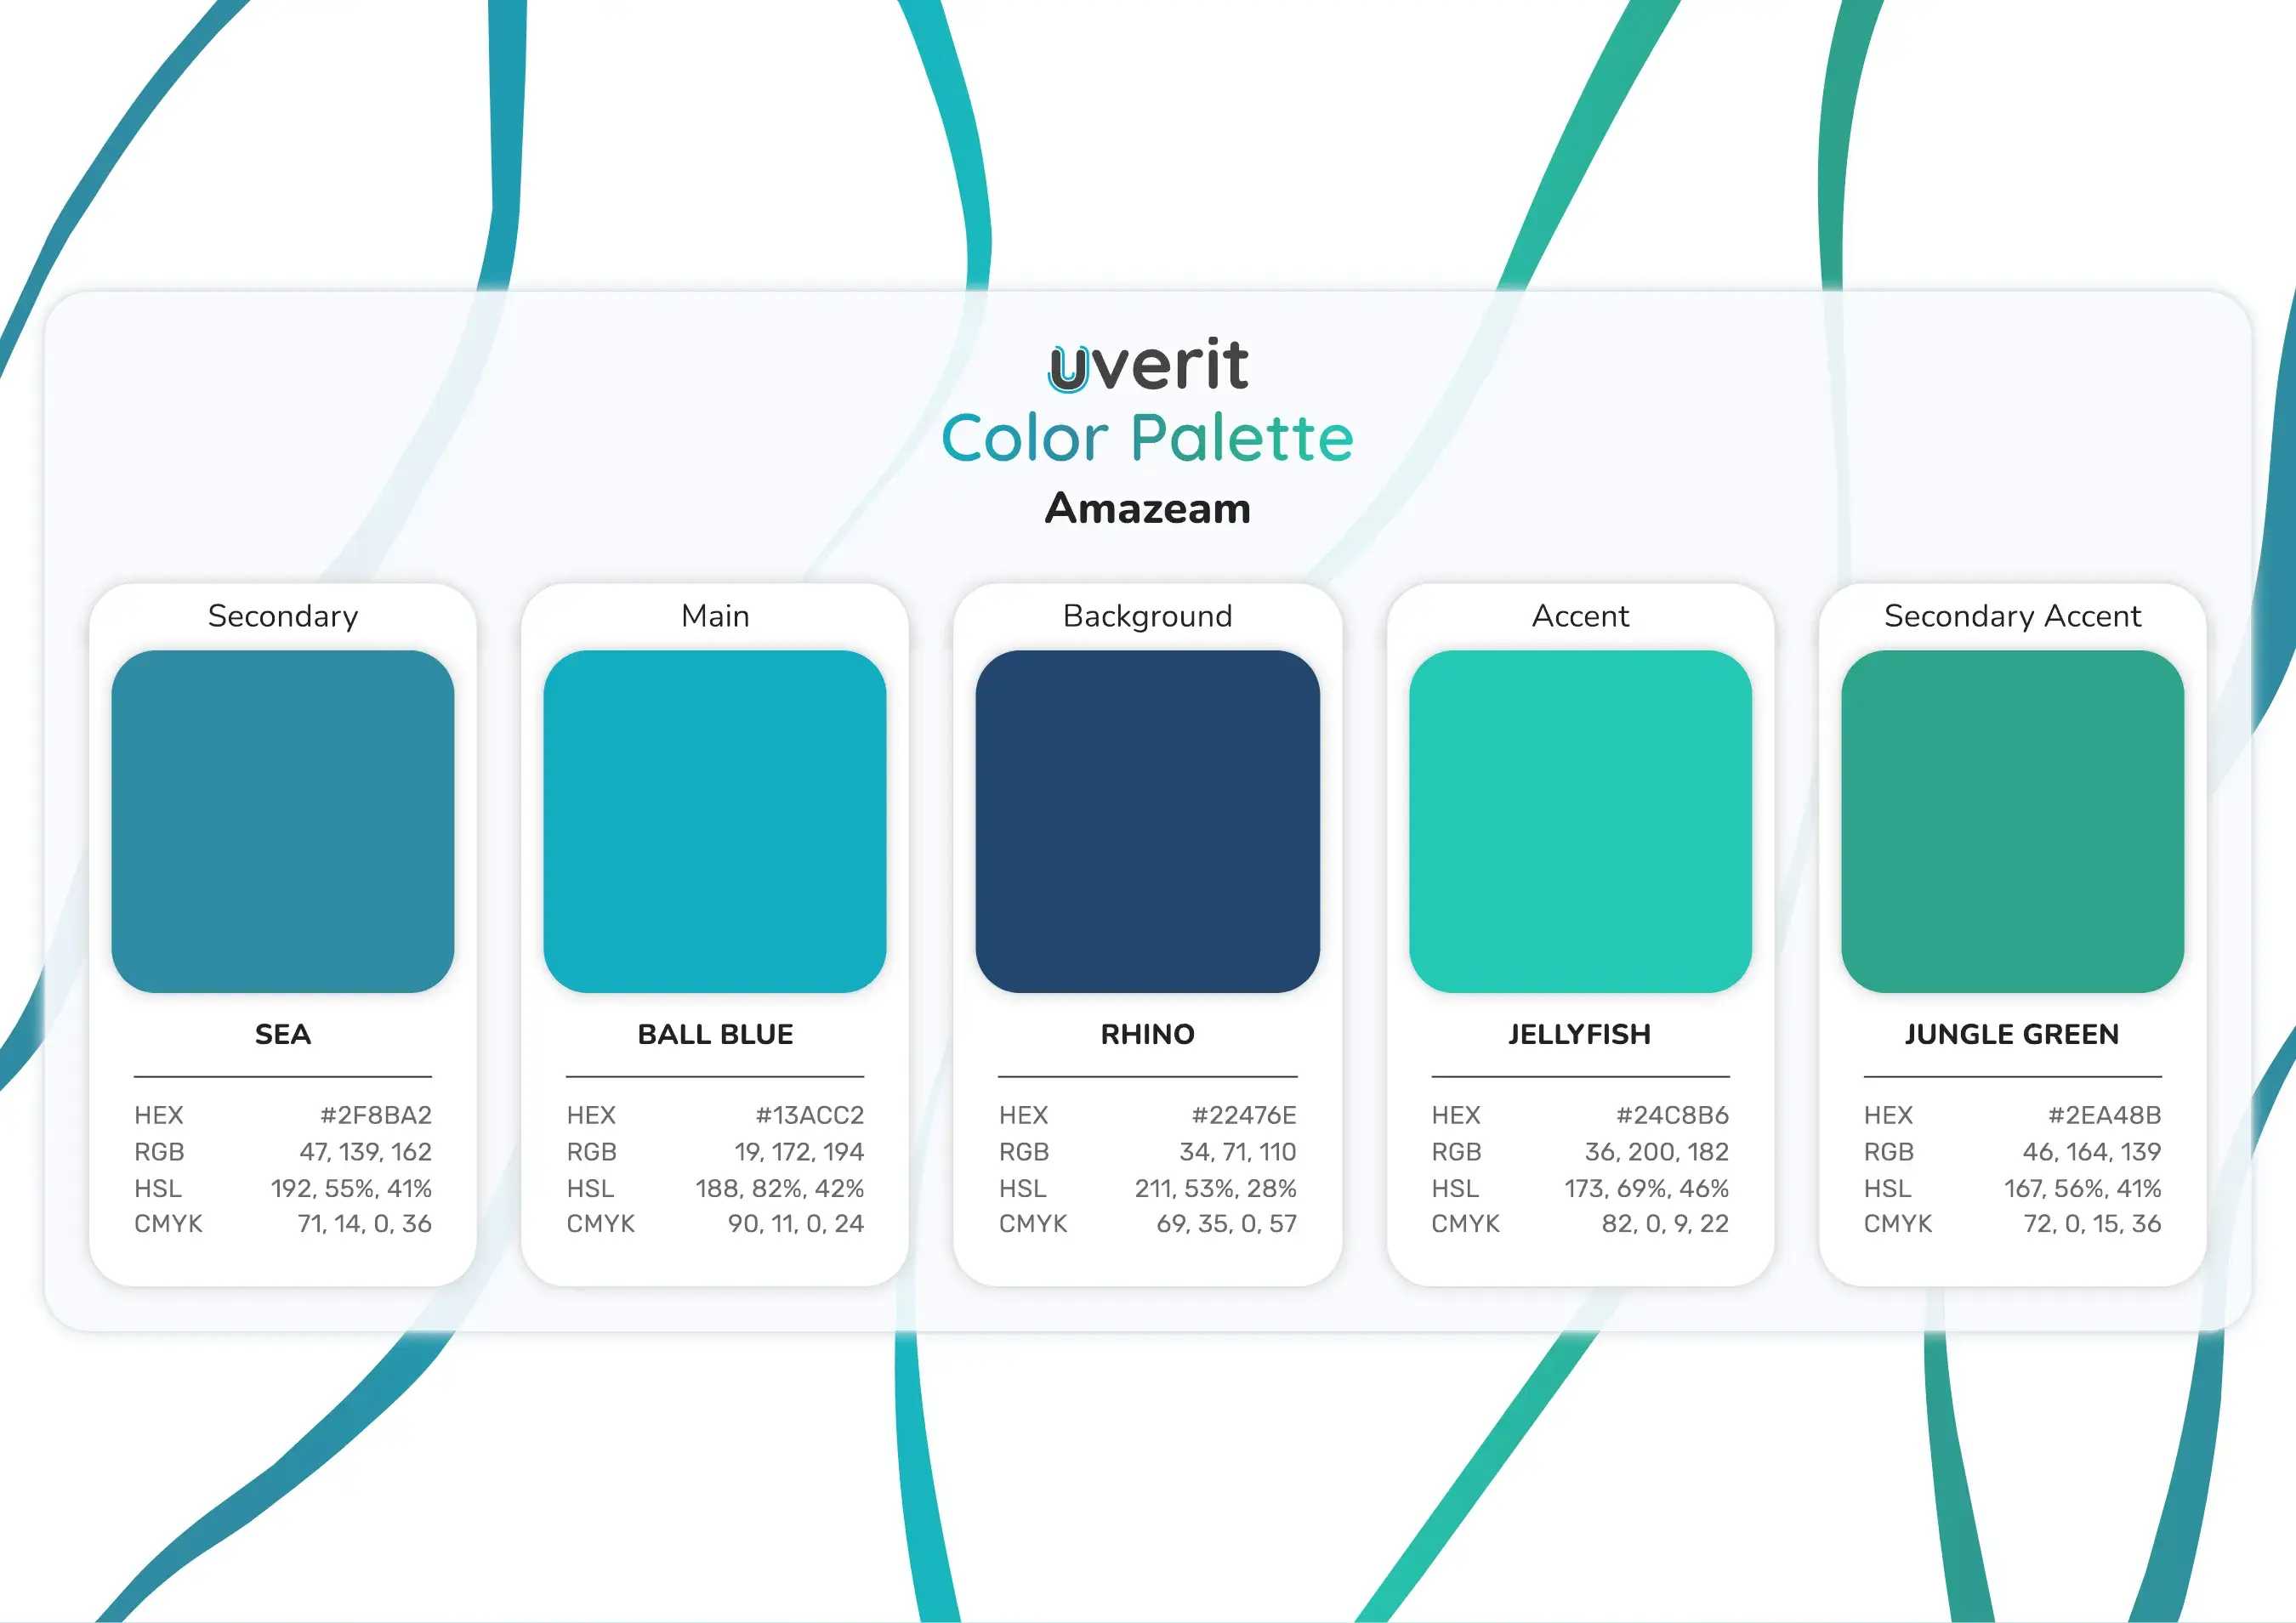 uverit
Color Palette
Amazeam
Secondary
SEA
HEX #2F8BA2
RGB 47, 139, 162
HSL 192, 55%, 41%
CMYK 71, 14, 0, 36
Main
BALL BLUE
HEX #13ACC2
RGB 19, 172, 194
HSL 188, 82%, 42%
CMYK 90, 11, 0, 24
Background
RHINO
HEX #22476E
RGB 34, 71, 110
HSL 211, 53%, 28%
CMYK 69, 35, 0, 57
Accent
JELLYFISH
HEX #24C8B6
RGB 36, 200, 182
HSL 173, 69%, 46%
CMYK 82, 0, 9, 22
Secondary Accent
JUNGLE GREEN
HEX #2EA48B
RGB 46, 164, 139
HSL 167, 56%, 41%
CMYK 72, 0, 15, 36